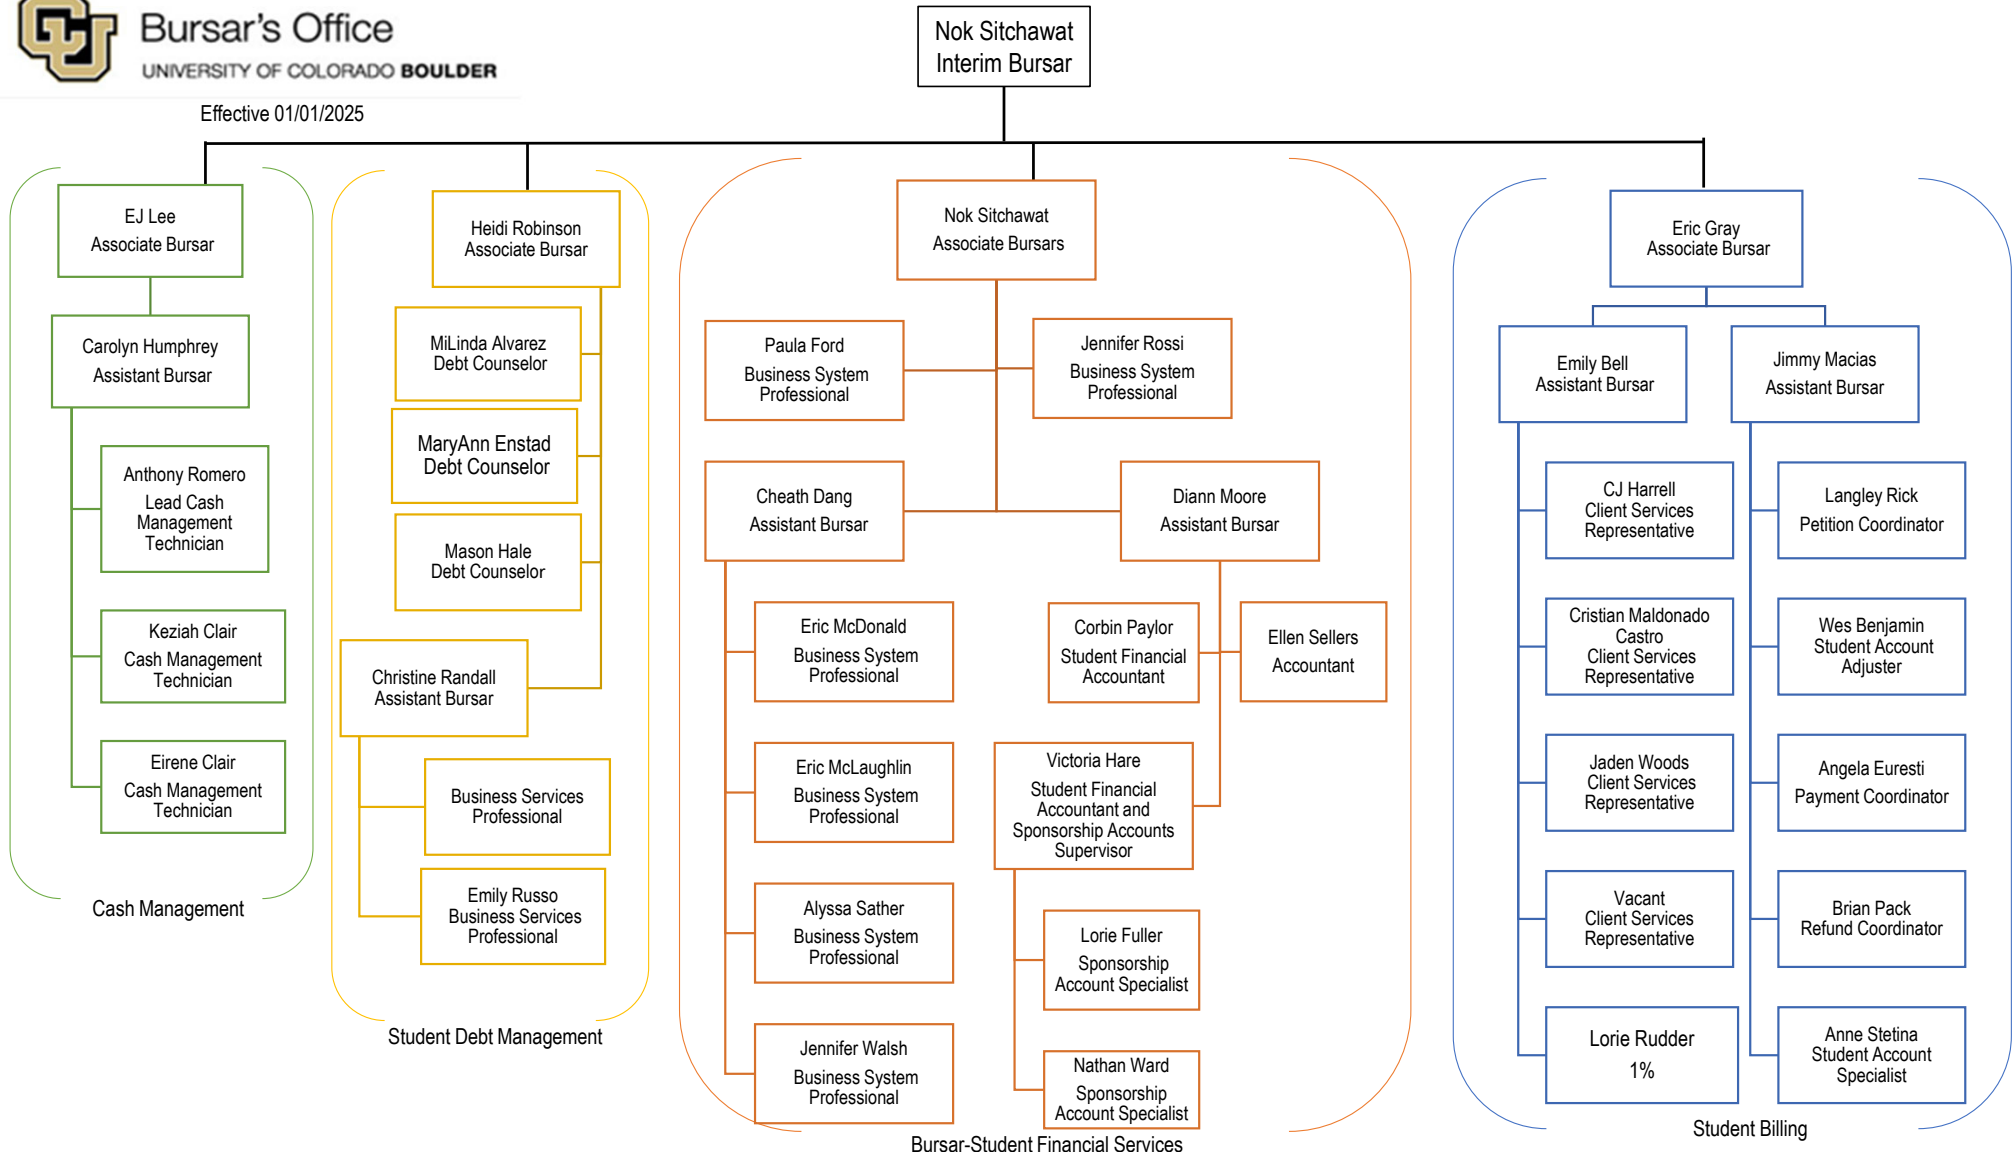 CU
Bursar's Office
UNIVERSITY OF COLORADO BOULDER
Effective 01/01/2025
Nok Sitchawat
Interim Bursar
EJ Lee
Associate Bursar
Carolyn Humphrey
Assistant Bursar
Anthony Romero
Lead Cash
Management
Technician
Keziah Clair
Cash Management
Technician
Eirene Clair
Cash Management
Technician
Cash Management
Heidi Robinson
Associate Bursar
MiLinda Alvarez
Debt Counselor
MaryAnn Enstad
Debt Counselor
Mason Hale
Debt Counselor
Christine Randall
Assistant Bursar
Business Services
Professional
Emily Russo
Business Services
Professional
Student Debt Management
Nok Sitchawat
Associate Bursars
Paula Ford
Business System
Professional
Jennifer Rossi
Business System
Professional
Cheath Dang
Assistant Bursar
Eric McDonald
Business System
Professional
Eric McLaughlin
Business System
Professional
Alyssa Sather
Business System
Professional
Jennifer Walsh
Business System
Professional
Diann Moore
Assistant Bursar
Corbin Paylor
Student Financial
Accountant
Ellen Sellers
Accountant
Victoria Hare
Student Financial
Accountant and
Sponsorship Accounts
Supervisor
Lorie Fuller
Sponsorship
Account Specialist
Nathan Ward
Sponsorship
Account Specialist
Bursar-Student Financial Services
Eric Gray
Associate Bursar
Emily Bell
Assistant Bursar
CJ Harrell
Client Services
Representative
Cristian Maldonado
Castro
Client Services
Representative
Jaden Woods
Client Services
Representative
Vacant
Client Services
Representative
Lorie Rudder
1%
Jimmy Macias
Assistant Bursar
Langley Rick
Petition Coordinator
Wes Benjamin
Student Account
Adjuster
Angela Euresti
Payment Coordinator
Brian Pack
Refund Coordinator
Anne Stetina
Student Account
Specialist
Student Billing